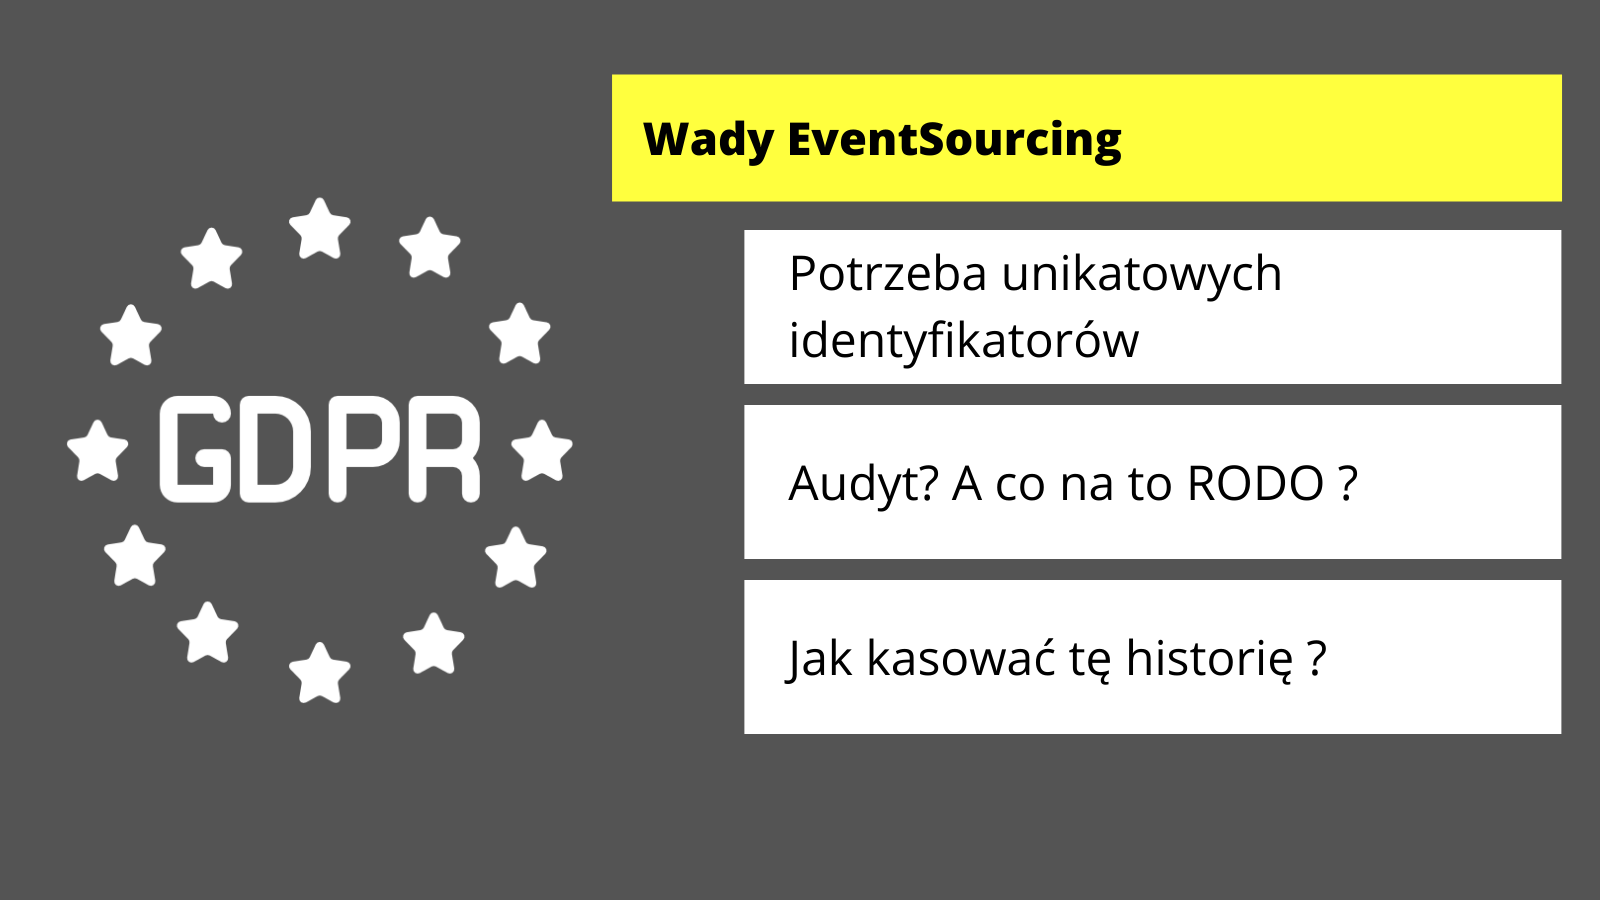 Wady EventSourcing
GDPR
Potrzeba unikatowych
identyfikatorów
Audyt? A co na to RODO ?
Jak kasować tę historię ?